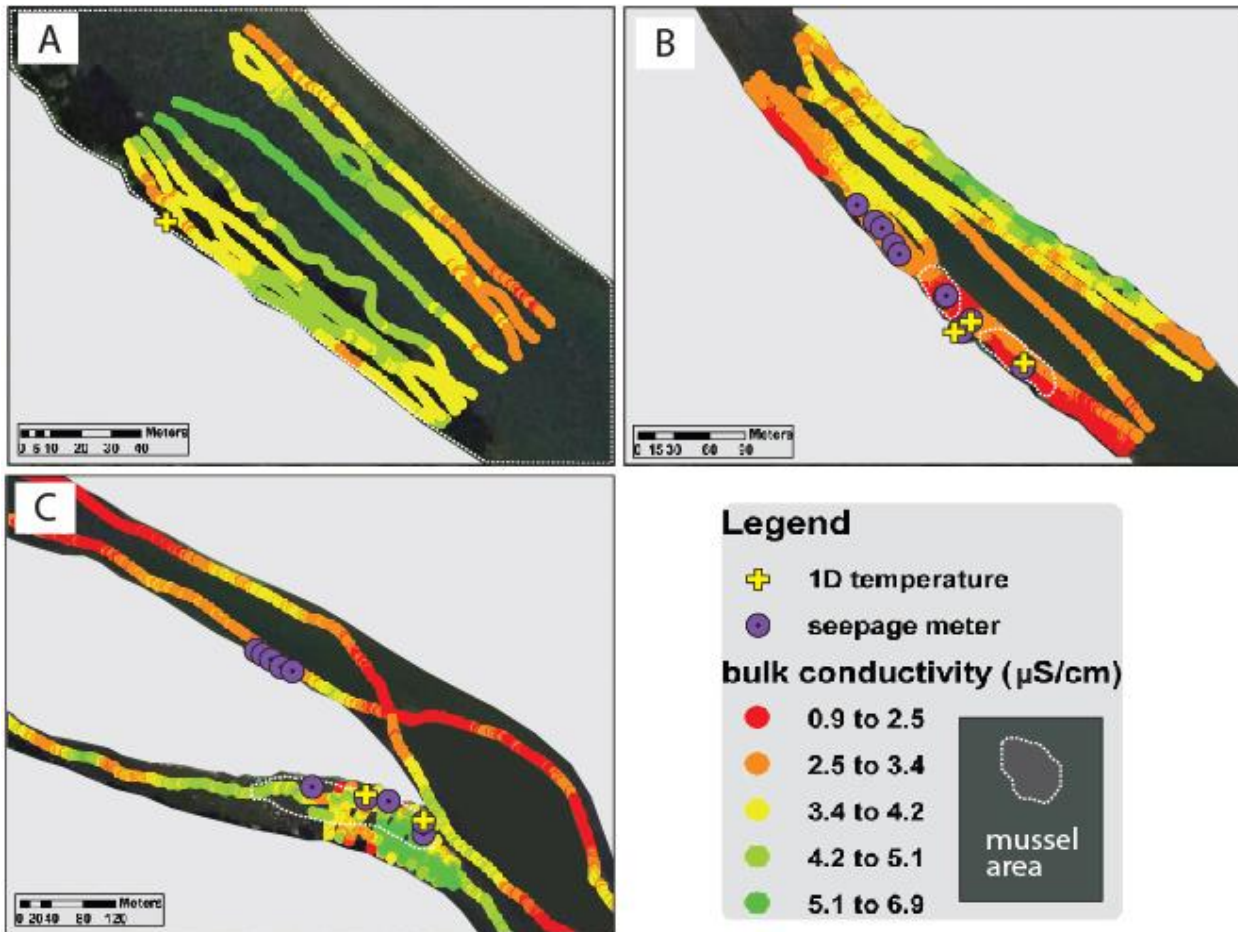 A
B
Meters
0 5 10 20 30 40
Meters
0 15 30 60 90
C
Meters
0 20 40 80 120
Legend
1D temperature
seepage meter
bulk conductivity (µS/cm)
0.9 to 2.5
2.5 to 3.4
3.4 to 4.2
4.2 to 5.1
5.1 to 6.9
mussel
area